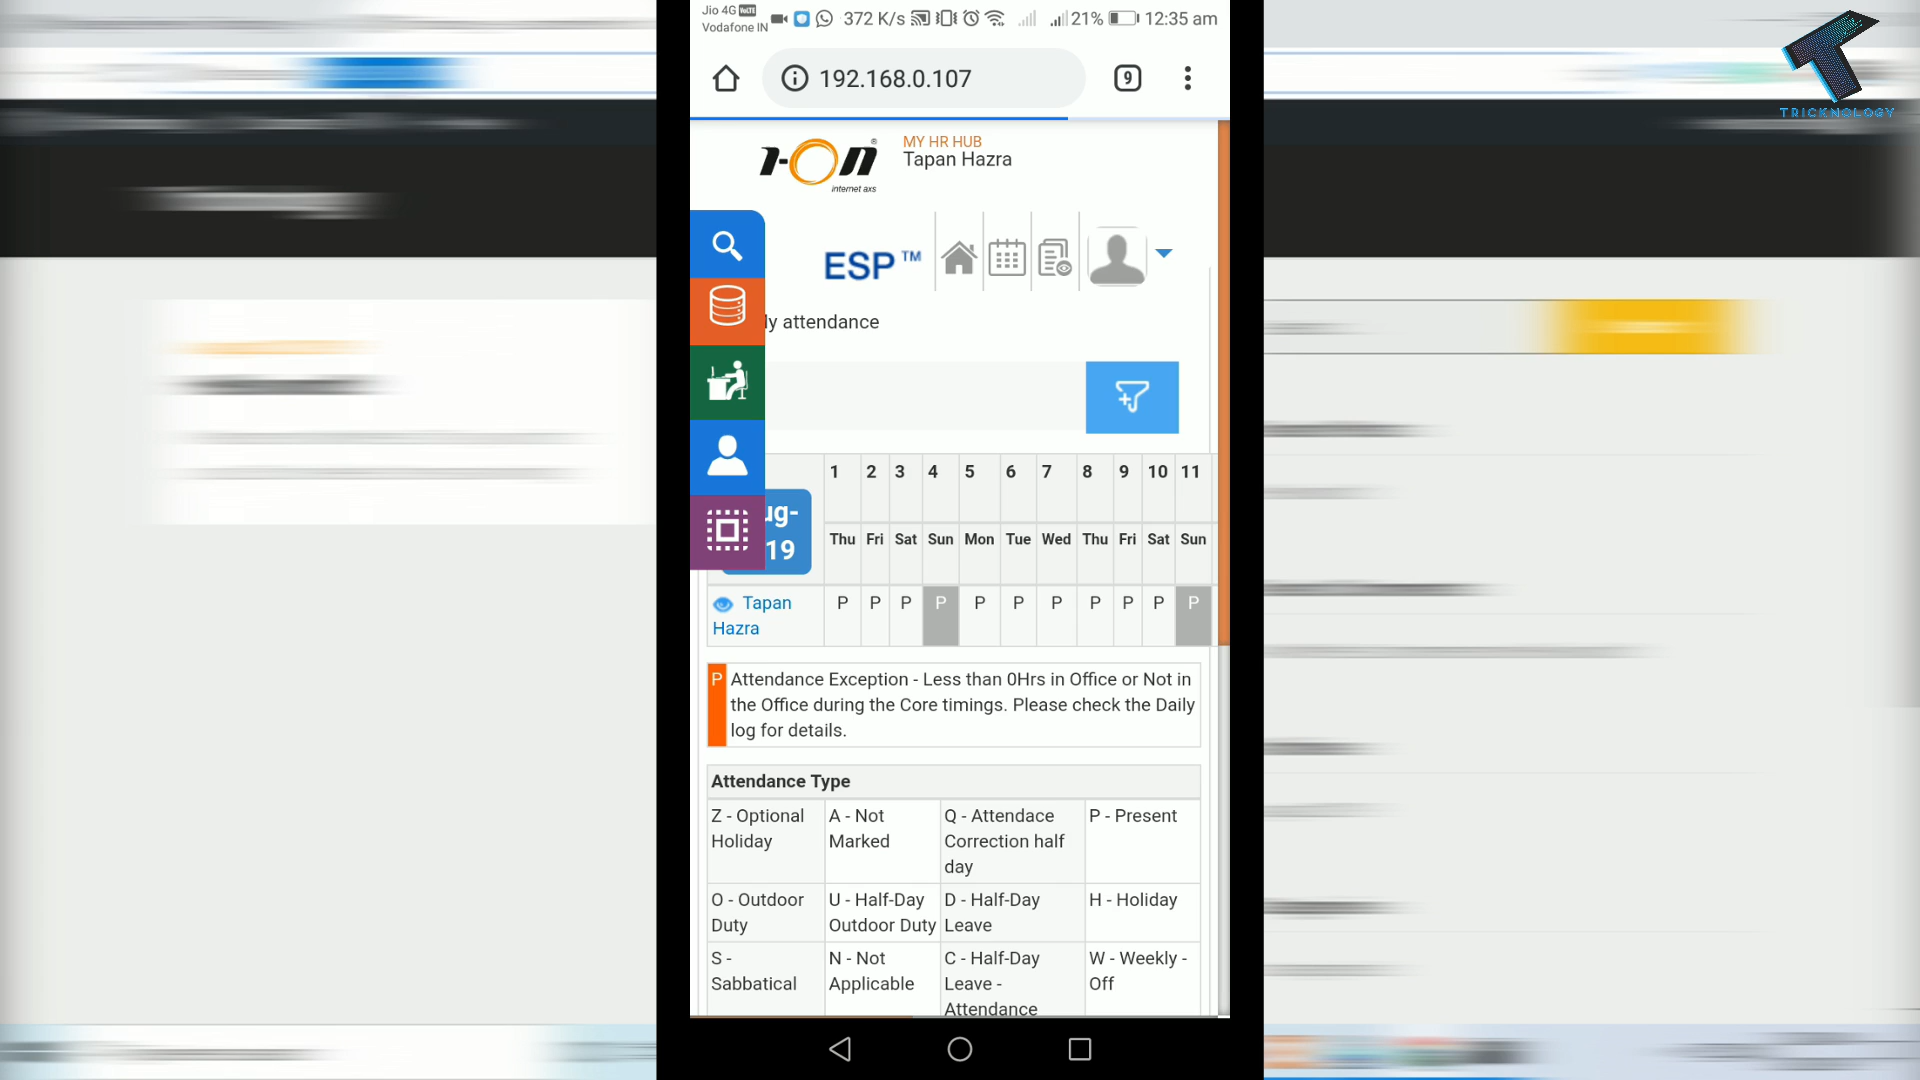 Jio 4G VoLTE
Vodafone IN
372 K/s
21%
12:35 am
192.168.0.107
9
TRICKNOLOGY
i-on®
internet axs
MY HR HUB
Tapan Hazra
ESP™
ly attendance
1 2 3 4 5 6 7 8 9 10 11
ug-
19
Thu Fri Sat Sun Mon Tue Wed Thu Fri Sat Sun
Tapan
Hazra
P P P P P P P P P P P
P Attendance Exception - Less than 0Hrs in Office or Not in
the Office during the Core timings. Please check the Daily
log for details.
Attendance Type
Z - Optional
Holiday
A - Not
Marked
Q - Attendace
Correction half
day
P - Present
O - Outdoor
Duty
U - Half-Day
Outdoor Duty
D - Half-Day
Leave
H - Holiday
S -
Sabbatical
N - Not
Applicable
C - Half-Day
Leave -
Attendance
W - Weekly -
Off